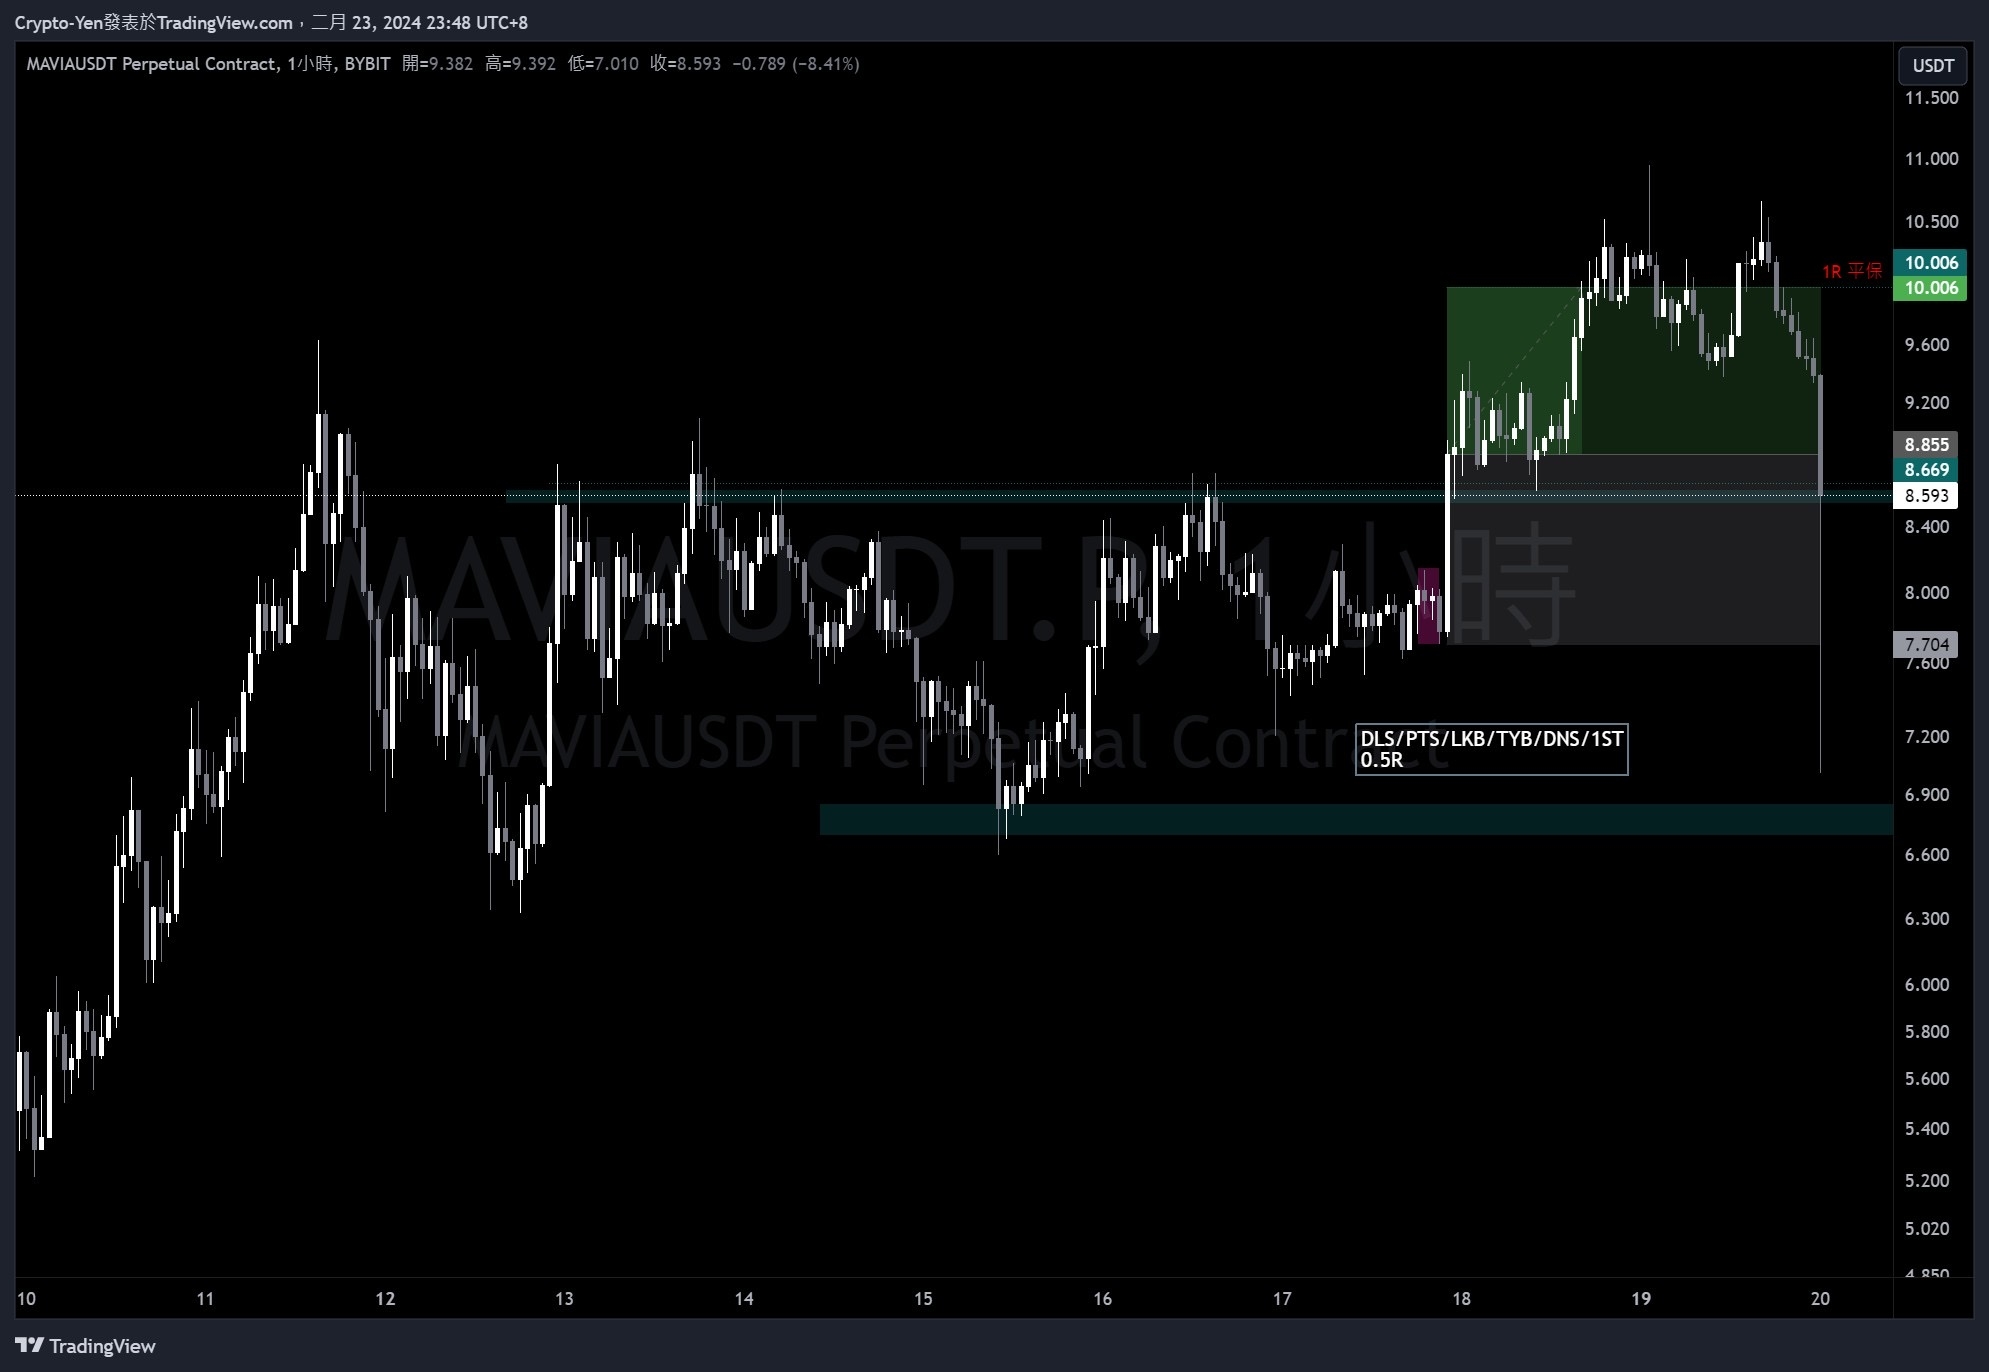 Crypto-Yen發表於TradingView.com，二月 23, 2024 23:48 UTC+8
MAVIAUSDT Perpetual Contract, 1小時, BYBIT 開=9.382 高=9.392 低=7.010 收=8.593 −0.789 (−8.41%)
USDT
11.500
11.000
10.500
1R 平保
10.006
10.006
9.600
9.200
8.855
8.669
8.593
8.400
8.000
7.704
7.600
7.200
6.900
6.600
6.300
6.000
5.800
5.600
5.400
5.200
5.020
4.850
MAVIAUSDT.P, 1小時
MAVIAUSDT Perpetual Contract
DLS/PTS/LKB/TYB/DNS/1ST
0.5R
10 11 12 13 14 15 16 17 18 19 20
TradingView